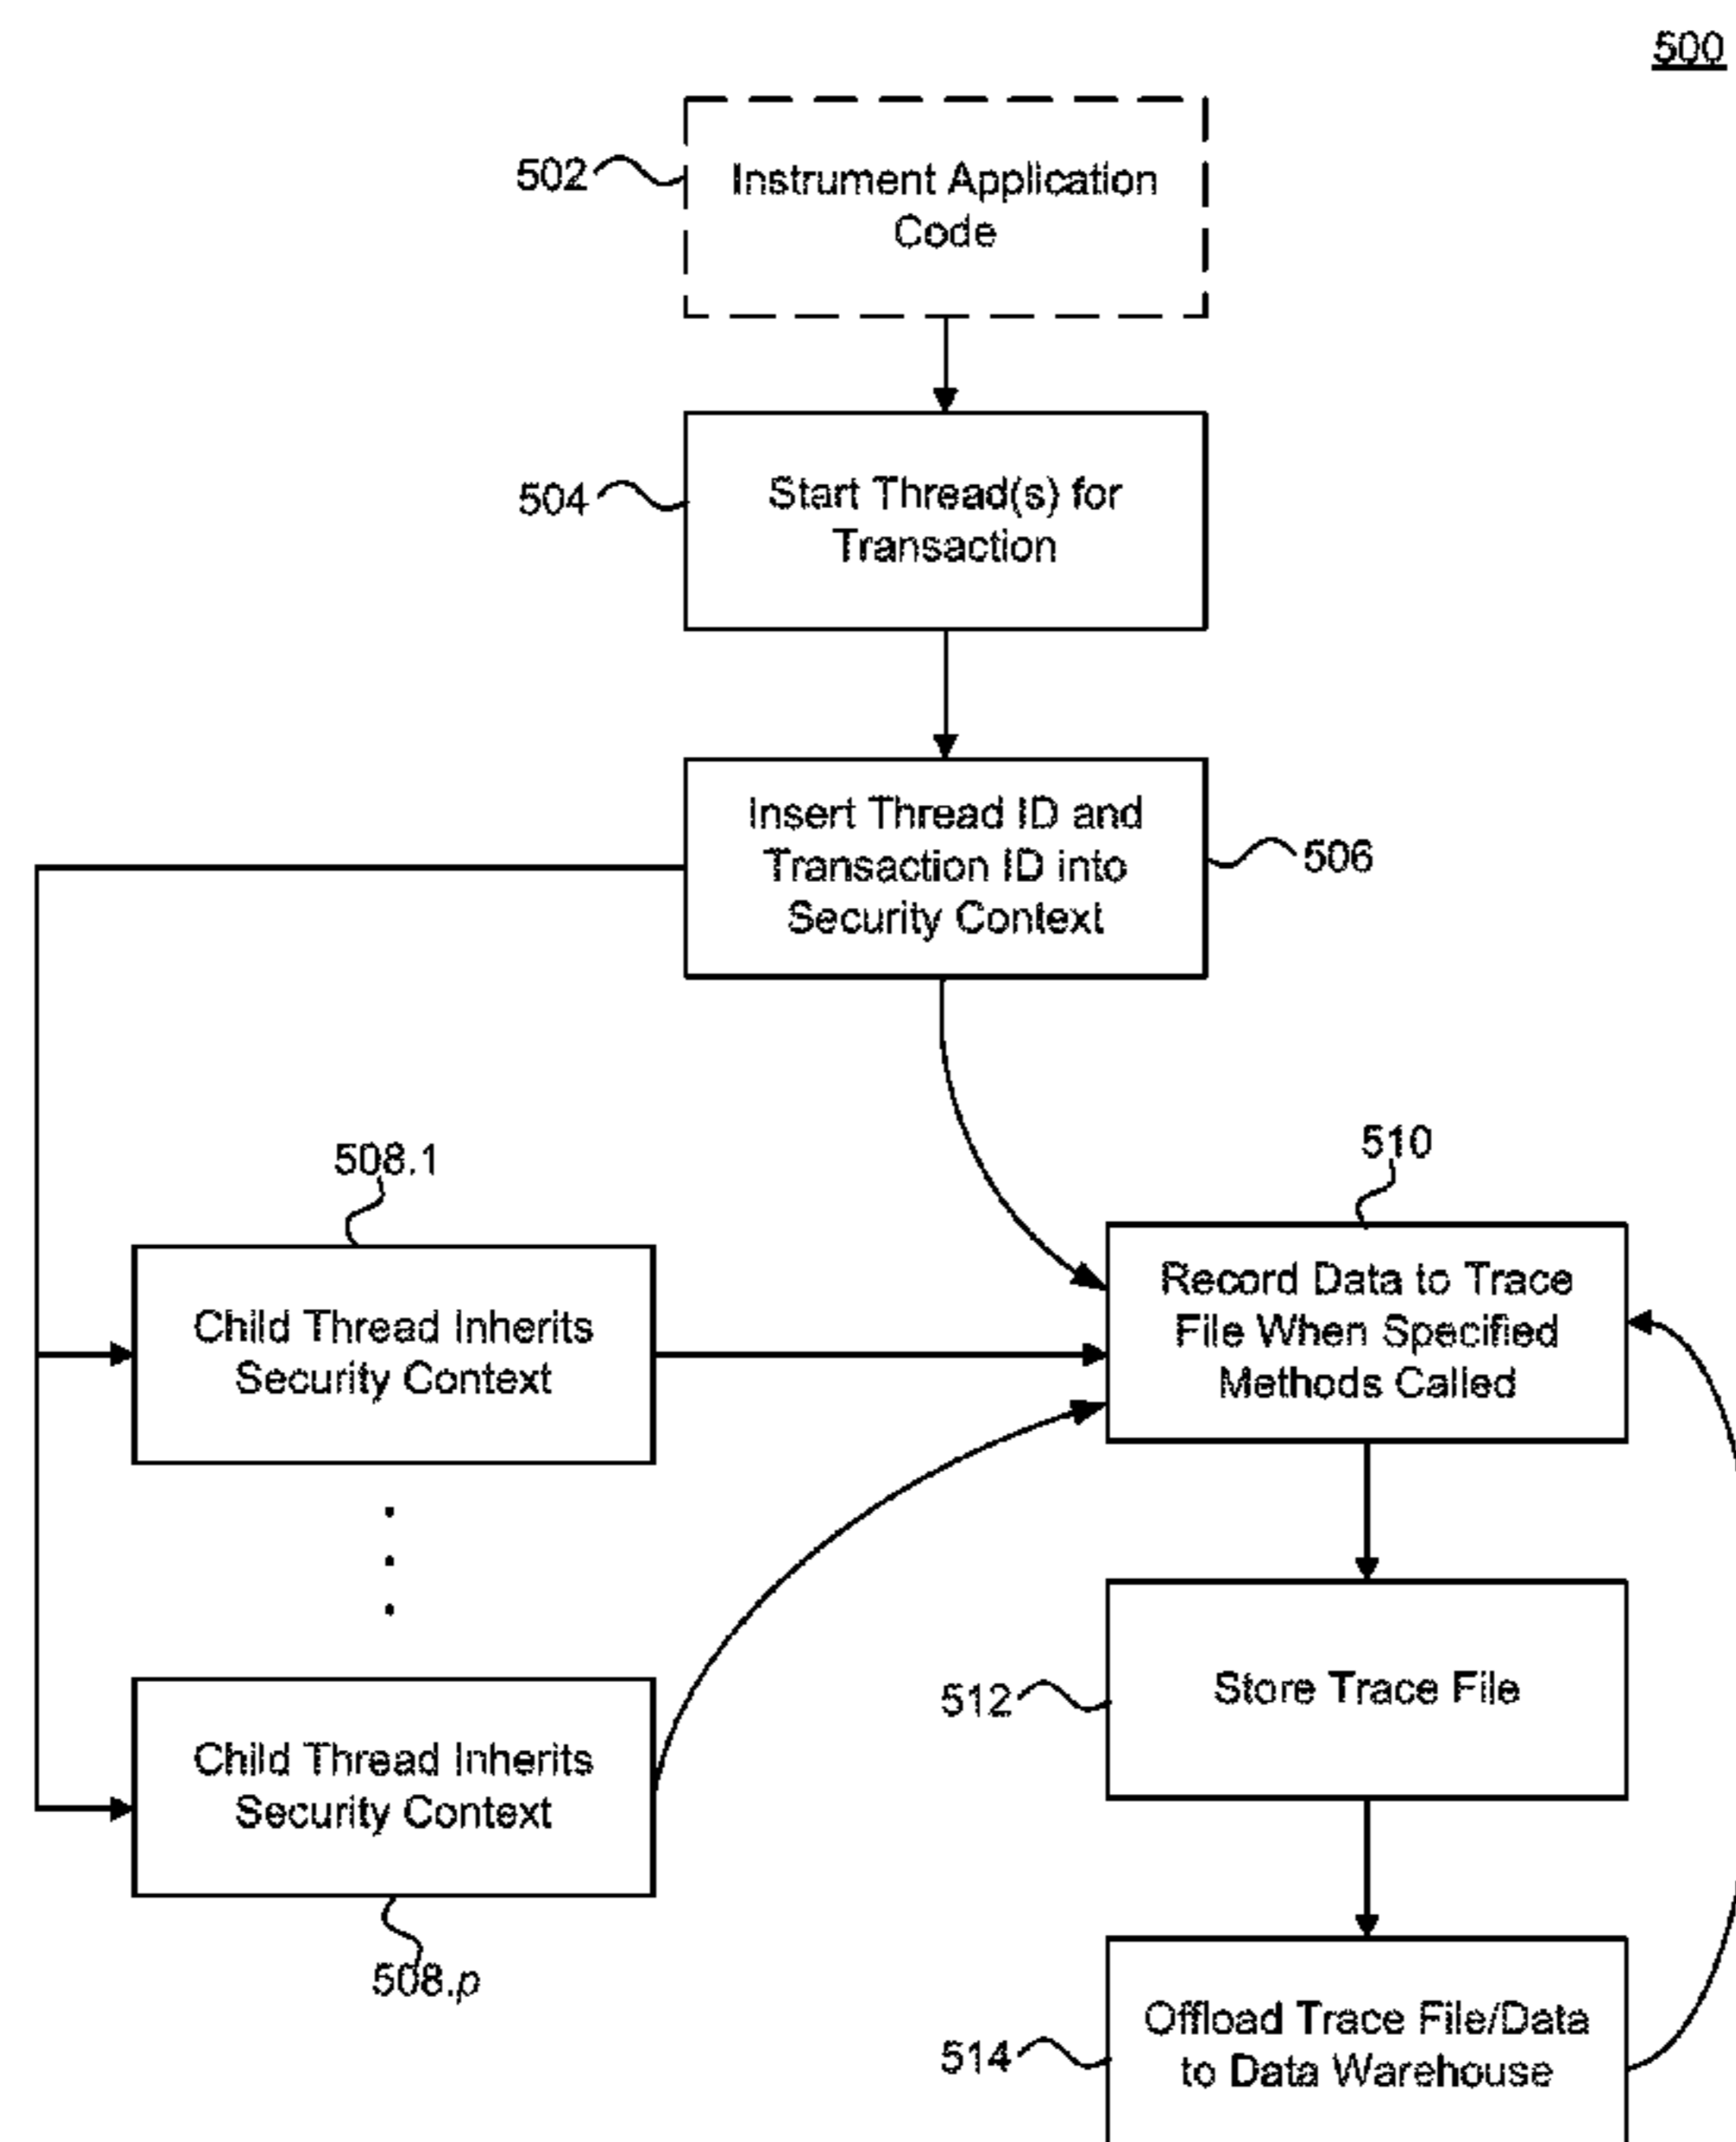 500
502
Instrument Application
Code
504
Start Thread(s) for
Transaction
Insert Thread ID and
Transaction ID into
Security Context
506
508.1
510
Child Thread Inherits
Security Context
Record Data to Trace
File When Specified
Methods Called
512
Store Trace File
Child Thread Inherits
Security Context
508.p
514
Offload Trace File/Data
to Data Warehouse